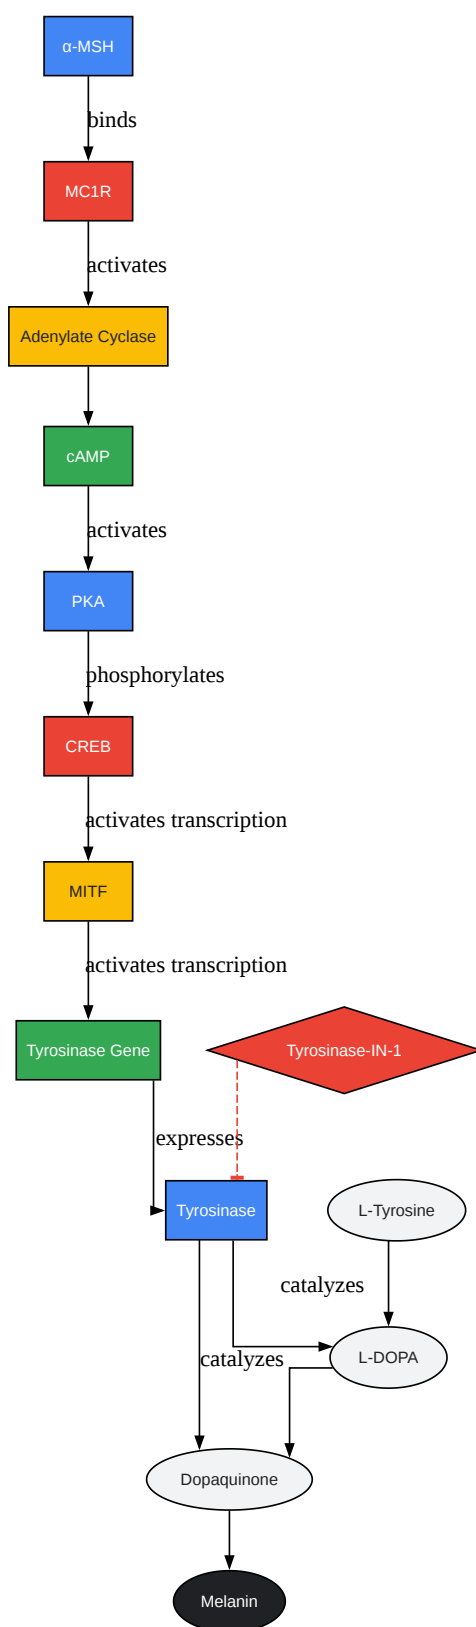 α-MSH
binds
MC1R
activates
Adenylate Cyclase
cAMP
activates
PKA
phosphorylates
CREB
activates transcription
MITF
activates transcription
Tyrosinase Gene
Tyrosinase-IN-1
expresses
Tyrosinase
L-Tyrosine
catalyzes
L-DOPA
catalyzes
Dopaquinone
Melanin